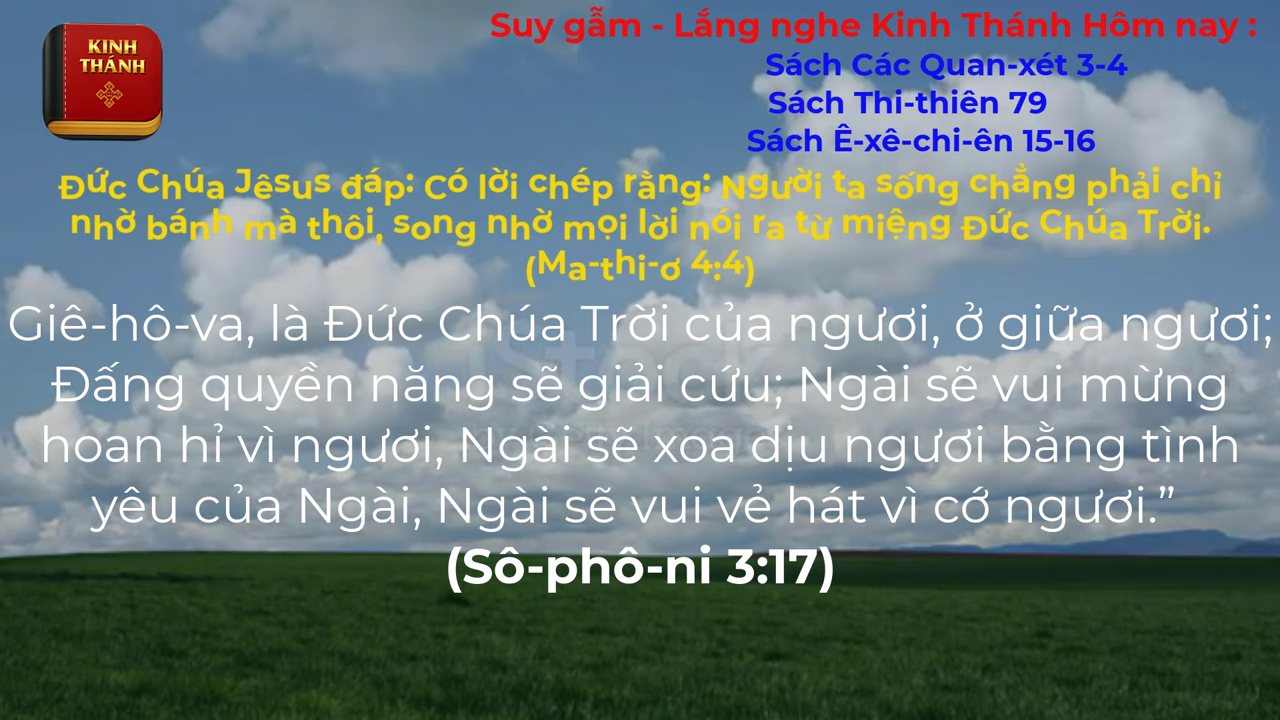 KINH
THÁNH
Suy gẫm - Lắng nghe Kinh Thánh Hôm nay :
Sách Các Quan-xét 3-4
Sách Thi-thiên 79
Sách Ê-xê-chi-ên 15-16
Đức Chúa Jêsus đáp: Có lời chép rằng: Người ta sống chẳng phải chỉ
nhờ bánh mà thôi, song nhờ mọi lời nói ra từ miệng Đức Chúa Trời.
(Ma-thi-ơ 4:4)
Giê-hô-va, là Đức Chúa Trời của ngươi, ở giữa ngươi;
Đấng quyền năng sẽ giải cứu; Ngài sẽ vui mừng
hoan hỉ vì ngươi, Ngài sẽ xoa dịu ngươi bằng tình
yêu của Ngài, Ngài sẽ vui vẻ hát vì cớ ngươi.”
(Sô-phô-ni 3:17)